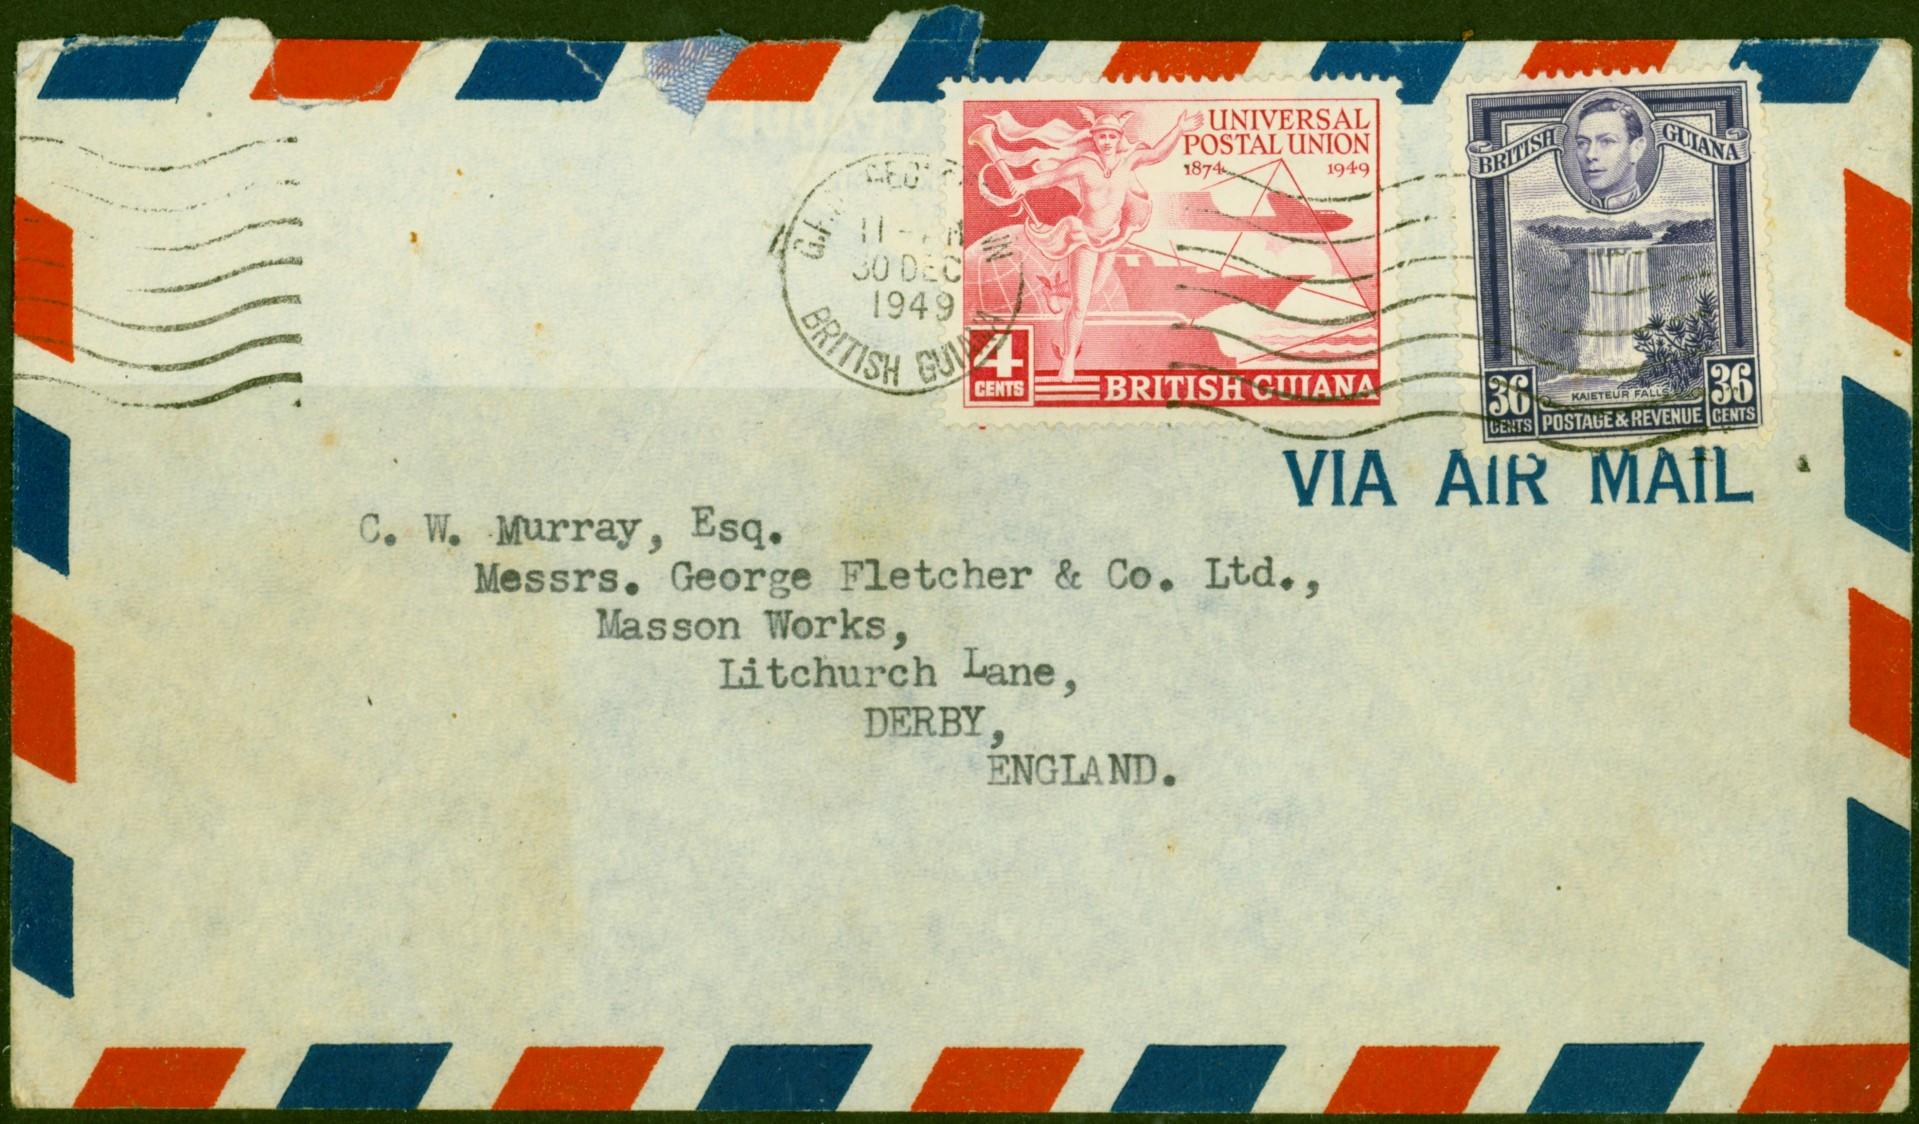 UNIVERSAL
POSTAL UNION
1874 1949
4
CENTS
BRITISH GUIANA
BRITISH GUIANA
KAIETEUR FALLS
36 36
CENTS CENTS
POSTAGE & REVENUE
30 DEC
1949
BRITISH GUIANA
VIA AIR MAIL
C. W. Murray, Esq.
Messrs. George Fletcher & Co. Ltd.,
Masson Works,
Litchurch Lane,
DERBY,
ENGLAND.